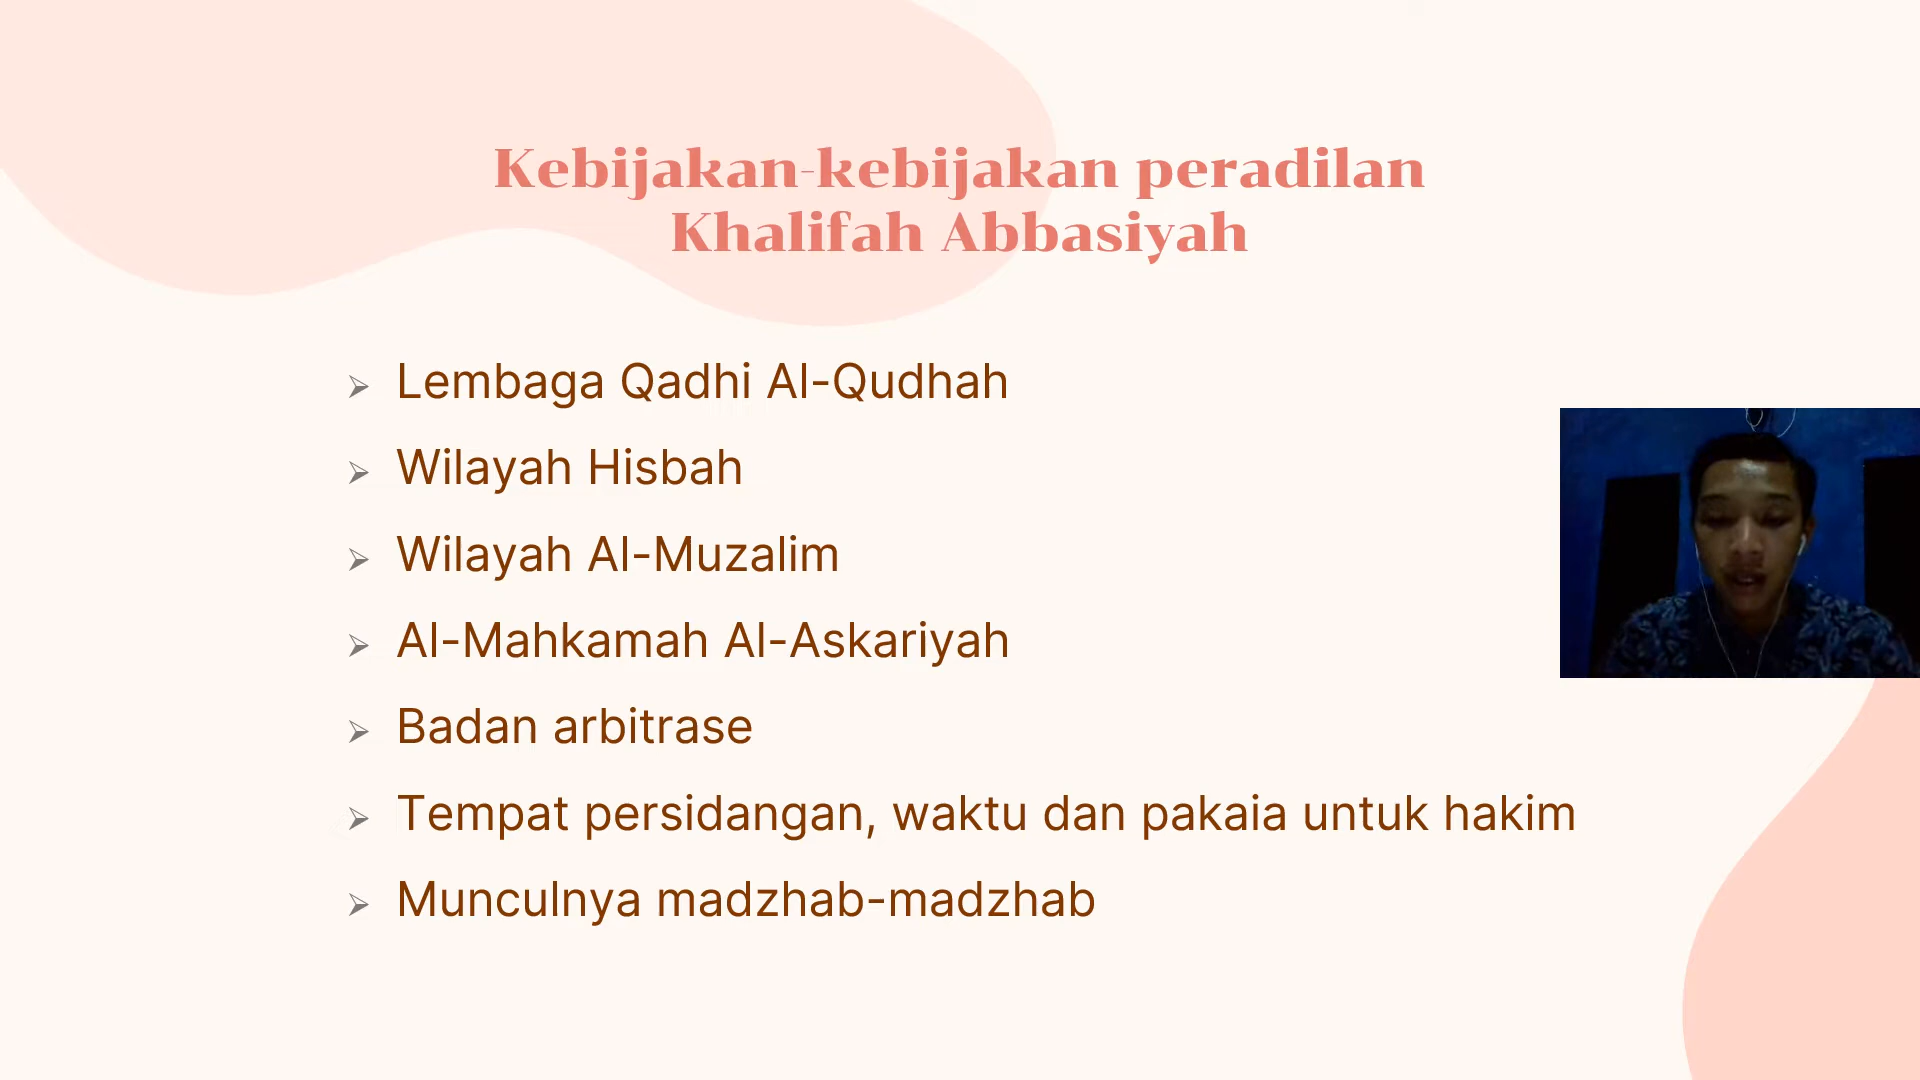 Kebijakan-kebijakan peradilan
Khalifah Abbasiyah
Lembaga Qadhi Al-Qudhah
Wilayah Hisbah
Wilayah Al-Muzalim
Al-Mahkamah Al-Askariyah
Badan arbitrase
Tempat persidangan, waktu dan pakaia untuk hakim
Munculnya madzhab-madzhab